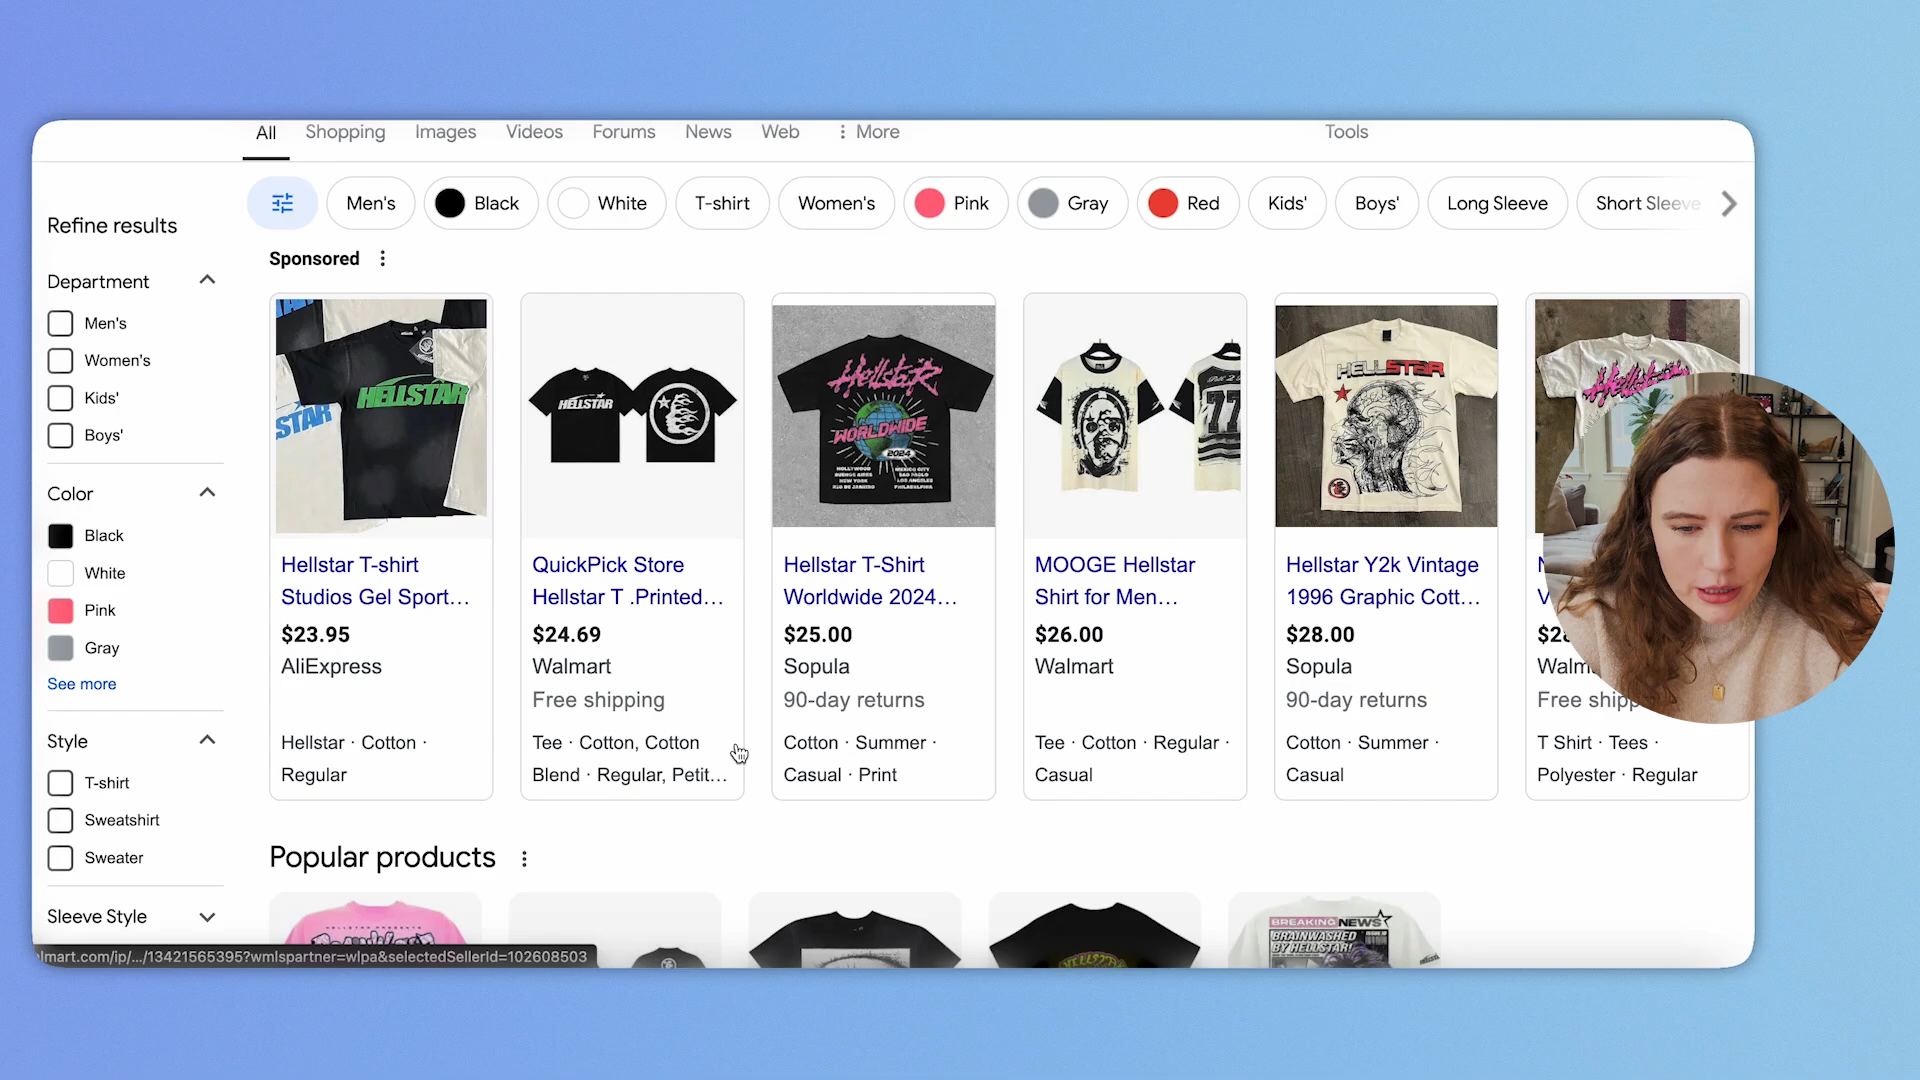 All Shopping Images Videos Forums News Web More Tools
Men's Black White T-shirt Women's Pink Gray Red Kids' Boys' Long Sleeve Short Sleeve
Refine results
Department
Men's
Women's
Kids'
Boys'
Color
Black
White
Pink
Gray
See more
Style
T-shirt
Sweatshirt
Sweater
Sleeve Style
Sponsored
HELLSTAR
STAR
Hellstar T-shirt
Studios Gel Sport...
$23.95
AliExpress
Hellstar · Cotton ·
Regular
HELLSTAR
QuickPick Store
Hellstar T .Printed...
$24.69
Walmart
Free shipping
Tee · Cotton, Cotton
Blend · Regular, Petit...
HellstaR
WORLDWIDE
2024
Hellstar T-Shirt
Worldwide 2024...
$25.00
Sopula
90-day returns
Cotton · Summer ·
Casual · Print
77
MOOGE Hellstar
Shirt for Men...
$26.00
Walmart
Tee · Cotton · Regular ·
Casual
HELLSTAR
Hellstar Y2k Vintage
1996 Graphic Cott...
$28.00
Sopula
90-day returns
Cotton · Summer ·
Casual
T Shirt · Tees ·
Polyester · Regular
Popular products
HELLSTAR
BREAKING NEWS
BRAINWASHED
BY HELLSTAR!
lmart.com/ip/.../13421565395?wmlspartner=wlpa&selectedSellerId=102608503